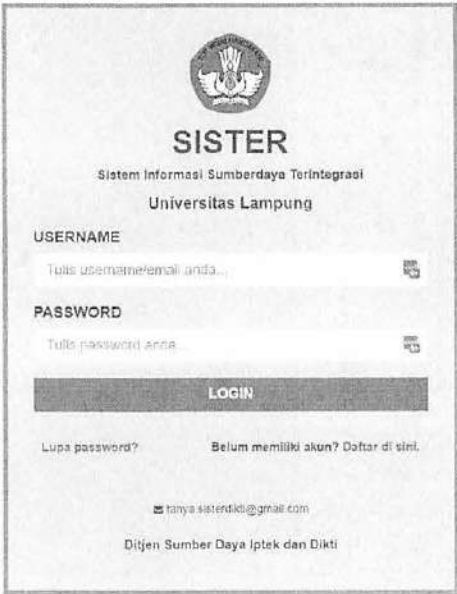 SISTER
Sistem Informasi Sumberdaya Terintegrasi
Universitas Lampung
USERNAME
Tulis username/email anda...
PASSWORD
Tulis password anda...
LOGIN
Lupa password? Belum memiliki akun? Daftar di sini.
tanya.sisterdikti@gmail.com
Ditjen Sumber Daya Iptek dan Dikti